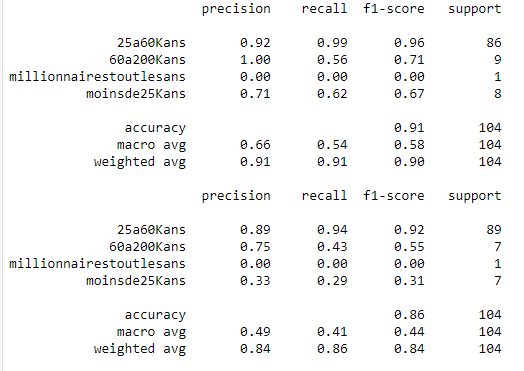 precision recall f1-score support
25a60Kans 0.92 0.99 0.96 86
60a200Kans 1.00 0.56 0.71 9
millionnairestoutlesans 0.00 0.00 0.00 1
moinsde25Kans 0.71 0.62 0.67 8
accuracy 0.91 104
macro avg 0.66 0.54 0.58 104
weighted avg 0.91 0.91 0.90 104
precision recall f1-score support
25a60Kans 0.89 0.94 0.92 89
60a200Kans 0.75 0.43 0.55 7
millionnairestoutlesans 0.00 0.00 0.00 1
moinsde25Kans 0.33 0.29 0.31 7
accuracy 0.86 104
macro avg 0.49 0.41 0.44 104
weighted avg 0.84 0.86 0.84 104